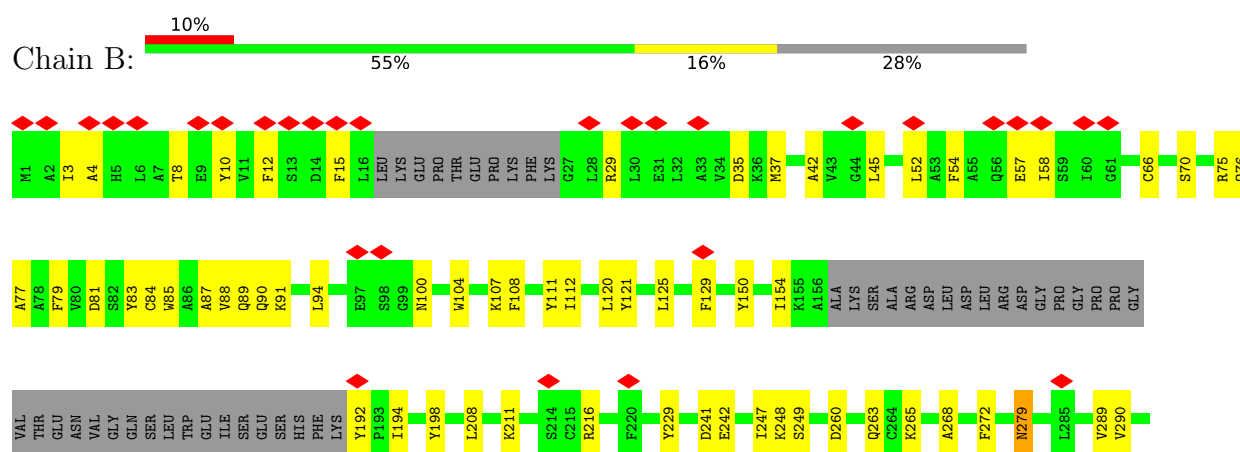 10%
Chain B:
55% 16% 28%
M1 A2 I3 A4 H5 L6 A7 T8 E9 Y10 V11 F12 S13 D14 F15 L16 LEU LYS GLU PRO THR GLU PRO LYS PHE LYS G27 L28 R29 L30 E31 L32 A33 V34 D35 K36 M37 A42 V43 G44 L45 L52 A53 F54 A55 Q56 E57 I58 S59 I60 G61 C66 S70 R75
A77 A78 F79 V80 D81 S82 Y83 C84 W85 A86 A87 V88 Q89 Q90 K91 L94 E97 S98 G99 N100 W104 K107 F108 Y111 I112 L120 Y121 L125 F129 Y150 I154 K155 A156 ALA LYS SER ALA ARG ASP LEU ASP LEU ARG ASP GLY PRO GLY PRO PRO GLY
VAL THR GLU ASN VAL GLY GLN SER LEU TRP GLU ILE SER GLU SER HIS PHE LYS Y192 P193 I194 Y198 L208 K211 S214 C215 R216 F220 Y229 D241 E242 I247 K248 S249 D260 Q263 C264 K265 A268 F272 N279 L285 V289 V290